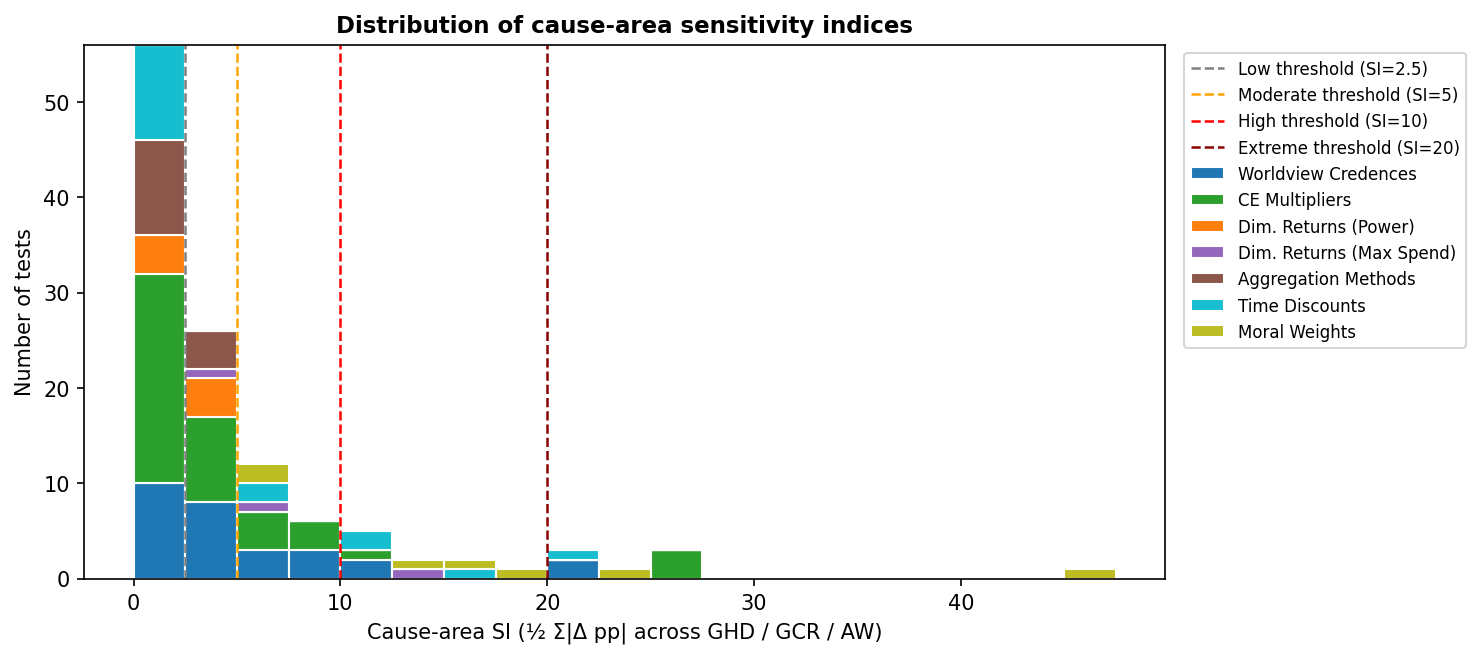 Distribution of cause-area sensitivity indices
Number of tests
50
40
30
20
10
0
0
10
20
30
40
Cause-area SI (½ Σ|Δ pp| across GHD / GCR / AW)
Low threshold (SI=2.5)
Moderate threshold (SI=5)
High threshold (SI=10)
Extreme threshold (SI=20)
Worldview Credences
CE Multipliers
Dim. Returns (Power)
Dim. Returns (Max Spend)
Aggregation Methods
Time Discounts
Moral Weights